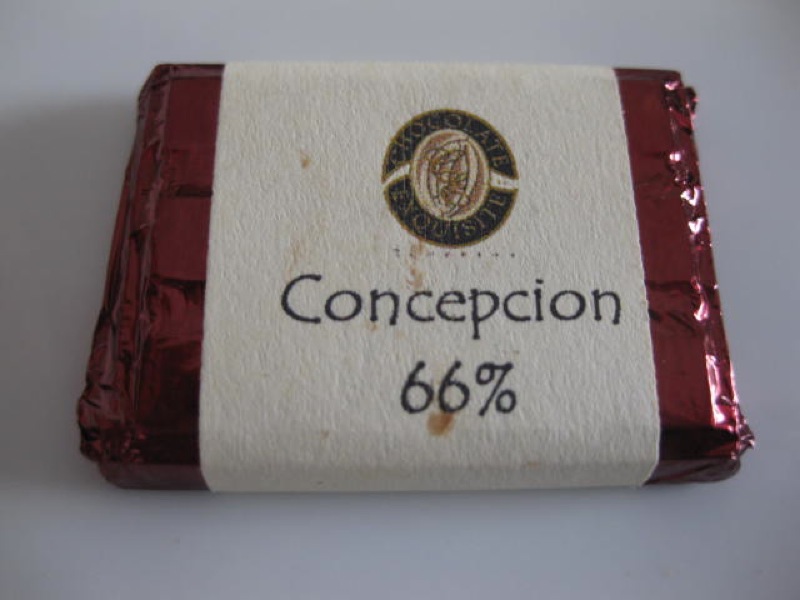 CHOCOLATE
EXQUISITE
Concepcion
66%